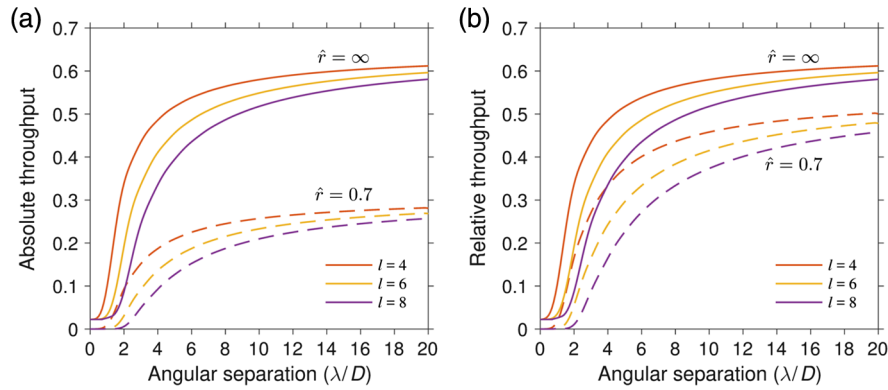 (a)
0.7
0.6
0.5
0.4
0.3
0.2
0.1
0
Absolute throughput
r̂ = ∞
r̂ = 0.7
l = 4
l = 6
l = 8
0 2 4 6 8 10 12 14 16 18 20
Angular separation (λ/D)
(b)
0.7
0.6
0.5
0.4
0.3
0.2
0.1
0
Relative throughput
r̂ = ∞
r̂ = 0.7
l = 4
l = 6
l = 8
0 2 4 6 8 10 12 14 16 18 20
Angular separation (λ/D)